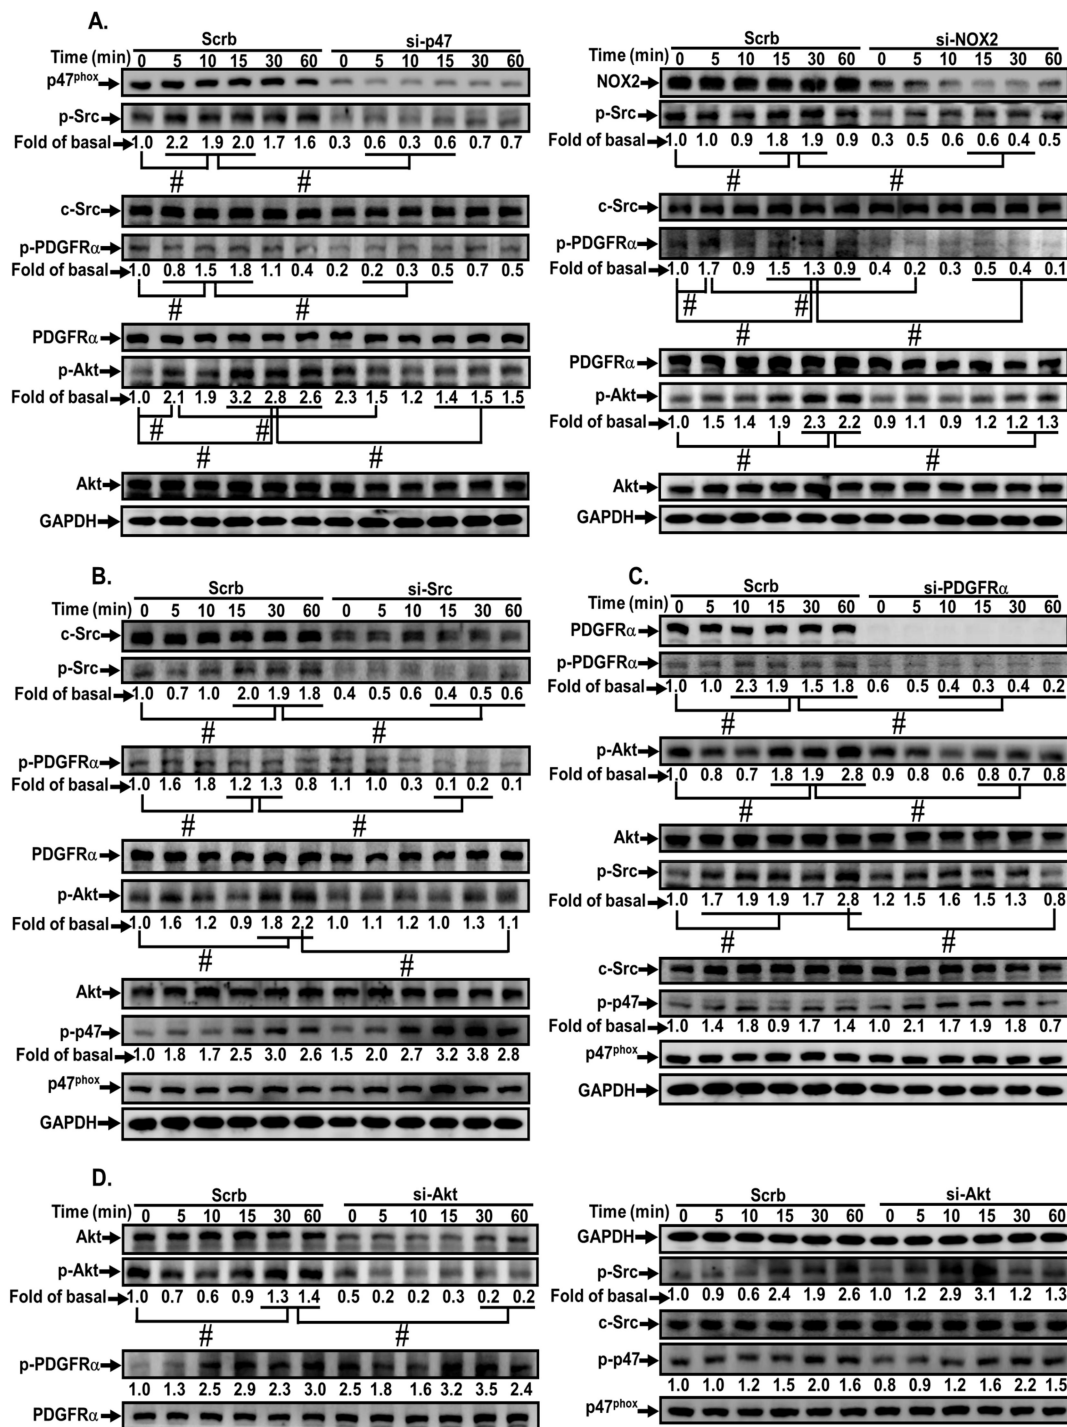 A.
Scrb si-p47
Time (min) 0 5 10 15 30 60 0 5 10 15 30 60
p47phox
p-Src
Fold of basal 1.0 2.2 1.9 2.0 1.7 1.6 0.3 0.6 0.3 0.6 0.7 0.7
# #
c-Src
p-PDGFRα
Fold of basal 1.0 0.8 1.5 1.8 1.1 0.4 0.2 0.2 0.3 0.5 0.7 0.5
# #
PDGFRα
p-Akt
Fold of basal 1.0 2.1 1.9 3.2 2.8 2.6 2.3 1.5 1.2 1.4 1.5 1.5
# #
# #
Akt
GAPDH
Scrb si-NOX2
Time (min) 0 5 10 15 30 60 0 5 10 15 30 60
NOX2
p-Src
Fold of basal 1.0 1.0 0.9 1.8 1.9 0.9 0.3 0.5 0.6 0.6 0.4 0.5
# #
c-Src
p-PDGFRα
Fold of basal 1.0 1.7 0.9 1.5 1.3 0.9 0.4 0.2 0.3 0.5 0.4 0.1
# #
# #
PDGFRα
p-Akt
Fold of basal 1.0 1.5 1.4 1.9 2.3 2.2 0.9 1.1 0.9 1.2 1.2 1.3
# #
Akt
GAPDH
B.
Scrb si-Src
Time (min) 0 5 10 15 30 60 0 5 10 15 30 60
c-Src
p-Src
Fold of basal 1.0 0.7 1.0 2.0 1.9 1.8 0.4 0.5 0.6 0.4 0.5 0.6
# #
p-PDGFRα
Fold of basal 1.0 1.6 1.8 1.2 1.3 0.8 1.1 1.0 0.3 0.1 0.2 0.1
# #
PDGFRα
p-Akt
Fold of basal 1.0 1.6 1.2 0.9 1.8 2.2 1.0 1.1 1.2 1.0 1.3 1.1
# #
Akt
p-p47
Fold of basal 1.0 1.8 1.7 2.5 3.0 2.6 1.5 2.0 2.7 3.2 3.8 2.8
p47phox
GAPDH
C.
Scrb si-PDGFRα
Time (min) 0 5 10 15 30 60 0 5 10 15 30 60
PDGFRα
p-PDGFRα
Fold of basal 1.0 1.0 2.3 1.9 1.5 1.8 0.6 0.5 0.4 0.3 0.4 0.2
# #
p-Akt
Fold of basal 1.0 0.8 0.7 1.8 1.9 2.8 0.9 0.8 0.6 0.8 0.7 0.8
# #
Akt
p-Src
Fold of basal 1.0 1.7 1.9 1.9 1.7 2.8 1.2 1.5 1.6 1.5 1.3 0.8
# #
c-Src
p-p47
Fold of basal 1.0 1.4 1.8 0.9 1.7 1.4 1.0 2.1 1.7 1.9 1.8 0.7
p47phox
GAPDH
D.
Scrb si-Akt
Time (min) 0 5 10 15 30 60 0 5 10 15 30 60
Akt
p-Akt
Fold of basal 1.0 0.7 0.6 0.9 1.3 1.4 0.5 0.2 0.2 0.3 0.2 0.2
# #
p-PDGFRα
1.0 1.3 2.5 2.9 2.3 3.0 2.5 1.8 1.6 3.2 3.5 2.4
PDGFRα
Scrb si-Akt
Time (min) 0 5 10 15 30 60 0 5 10 15 30 60
GAPDH
p-Src
Fold of basal 1.0 0.9 0.6 2.4 1.9 2.6 1.0 1.2 2.9 3.1 1.2 1.3
c-Src
p-p47
1.0 1.0 1.2 1.5 2.0 1.6 0.8 0.9 1.2 1.6 2.2 1.5
p47phox